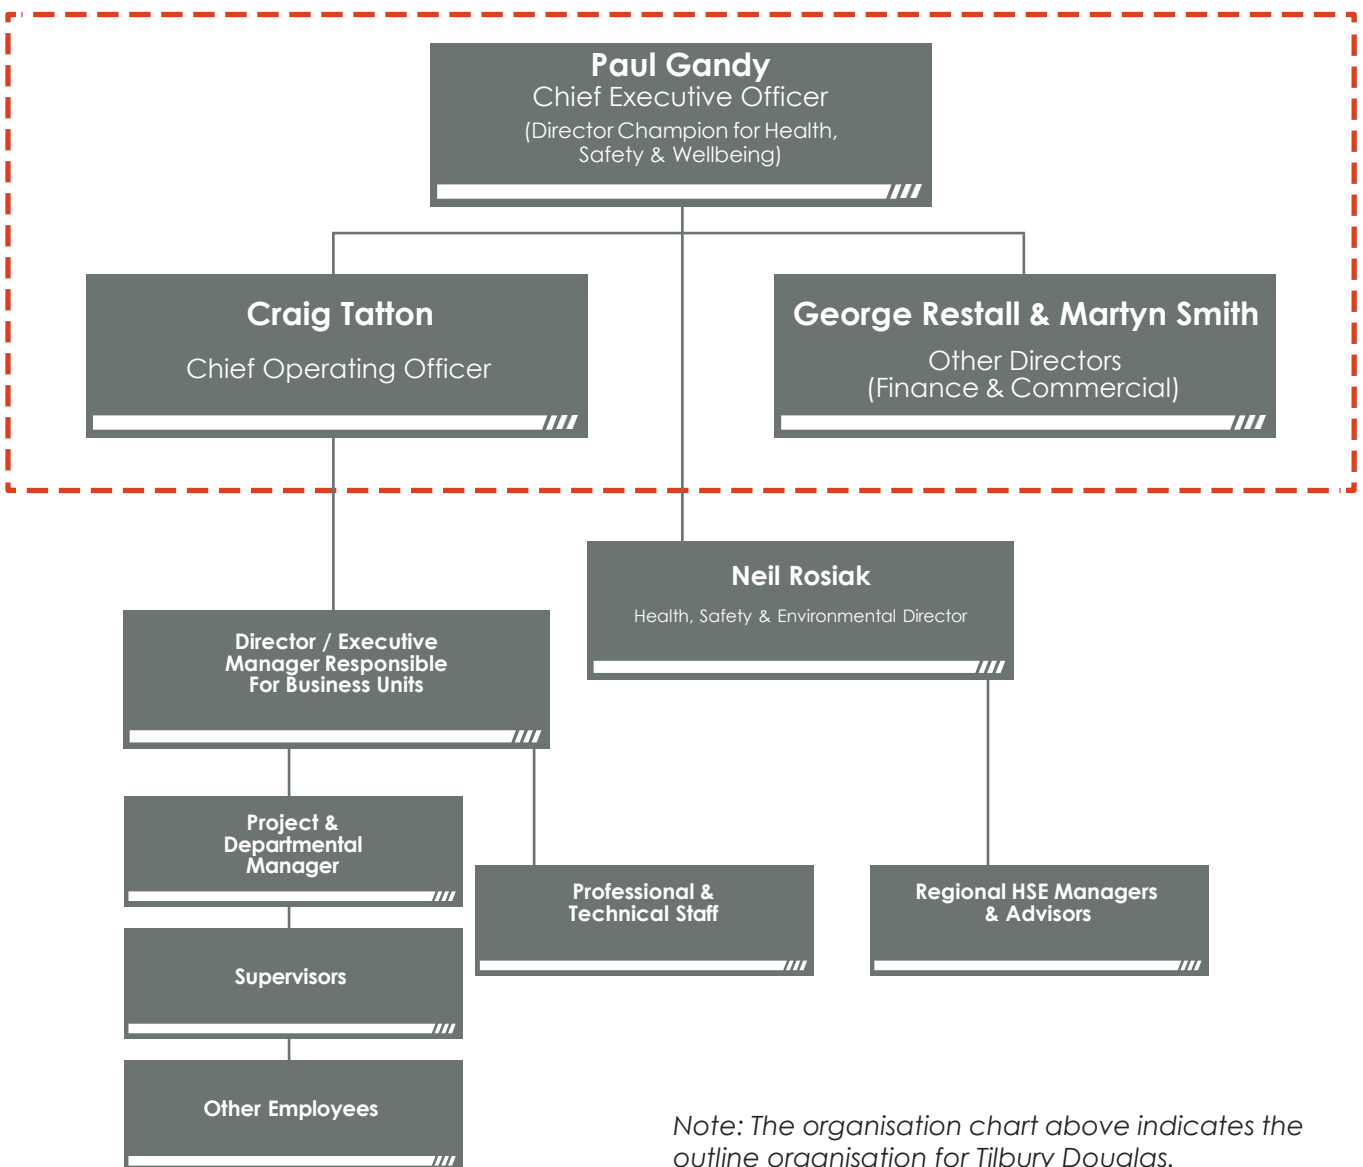 Paul Gandy
Chief Executive Officer
(Director Champion for Health,
Safety & Wellbeing)
Craig Tatton
Chief Operating Officer
George Restall & Martyn Smith
Other Directors
(Finance & Commercial)
Neil Rosiak
Health, Safety & Environmental Director
Director / Executive
Manager Responsible
For Business Units
Project &
Departmental
Manager
Professional &
Technical Staff
Regional HSE Managers
& Advisors
Supervisors
Other Employees
Note: The organisation chart above indicates the
outline organisation for Tilbury Douglas.